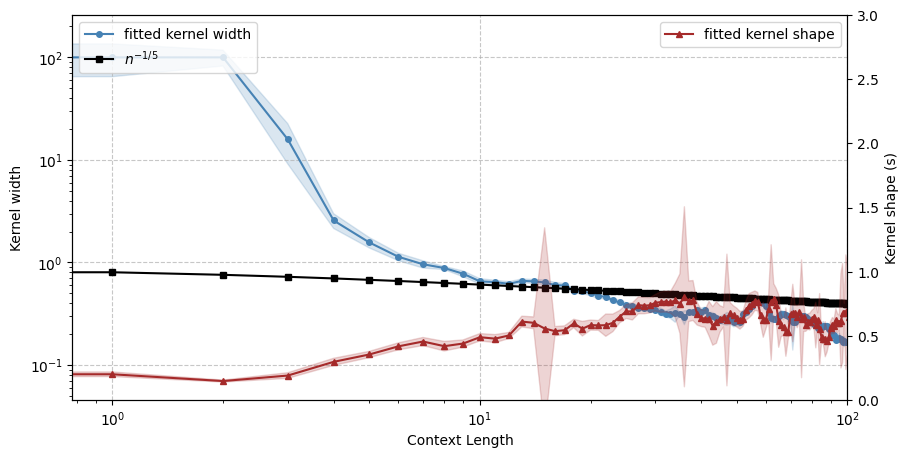 fitted kernel width
n^{-1/5}
fitted kernel shape
Kernel width
10^2
10^1
10^0
10^{-1}
3.0
2.5
2.0
1.5
1.0
0.5
0.0
Kernel shape (s)
10^0
10^1
10^2
Context Length